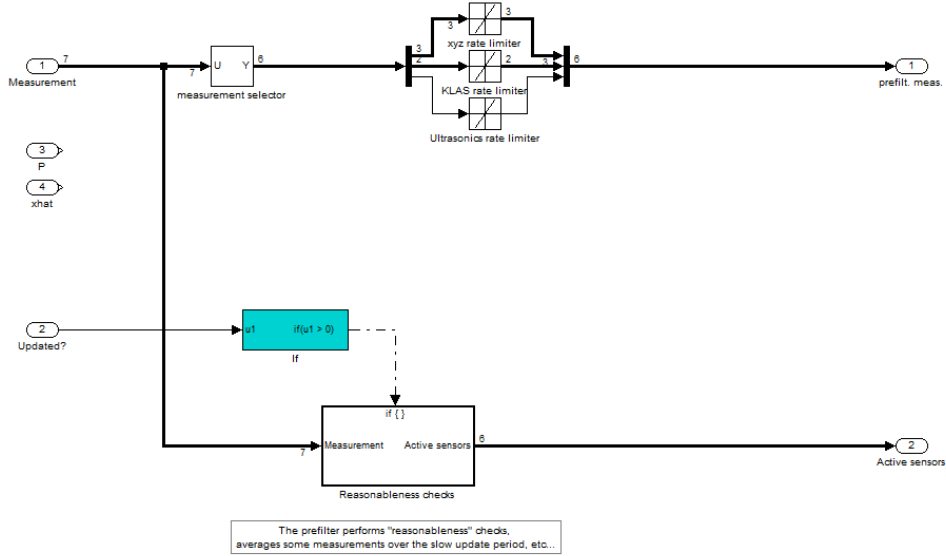 3
3
xyz rate limiter
7
1
Measurement
7
U
Y
6
measurement selector
3
2
2
3
KLAS rate limiter
6
1
prefilt. meas.
Ultrasonics rate limiter
3
P
4
xhat
2
Updated?
u1
if(u1 > 0)
If
if { }
7
Measurement
Active sensors
6
2
Active sensors
Reasonableness checks
The prefilter performs "reasonableness" checks,
averages some measurements over the slow update period, etc...